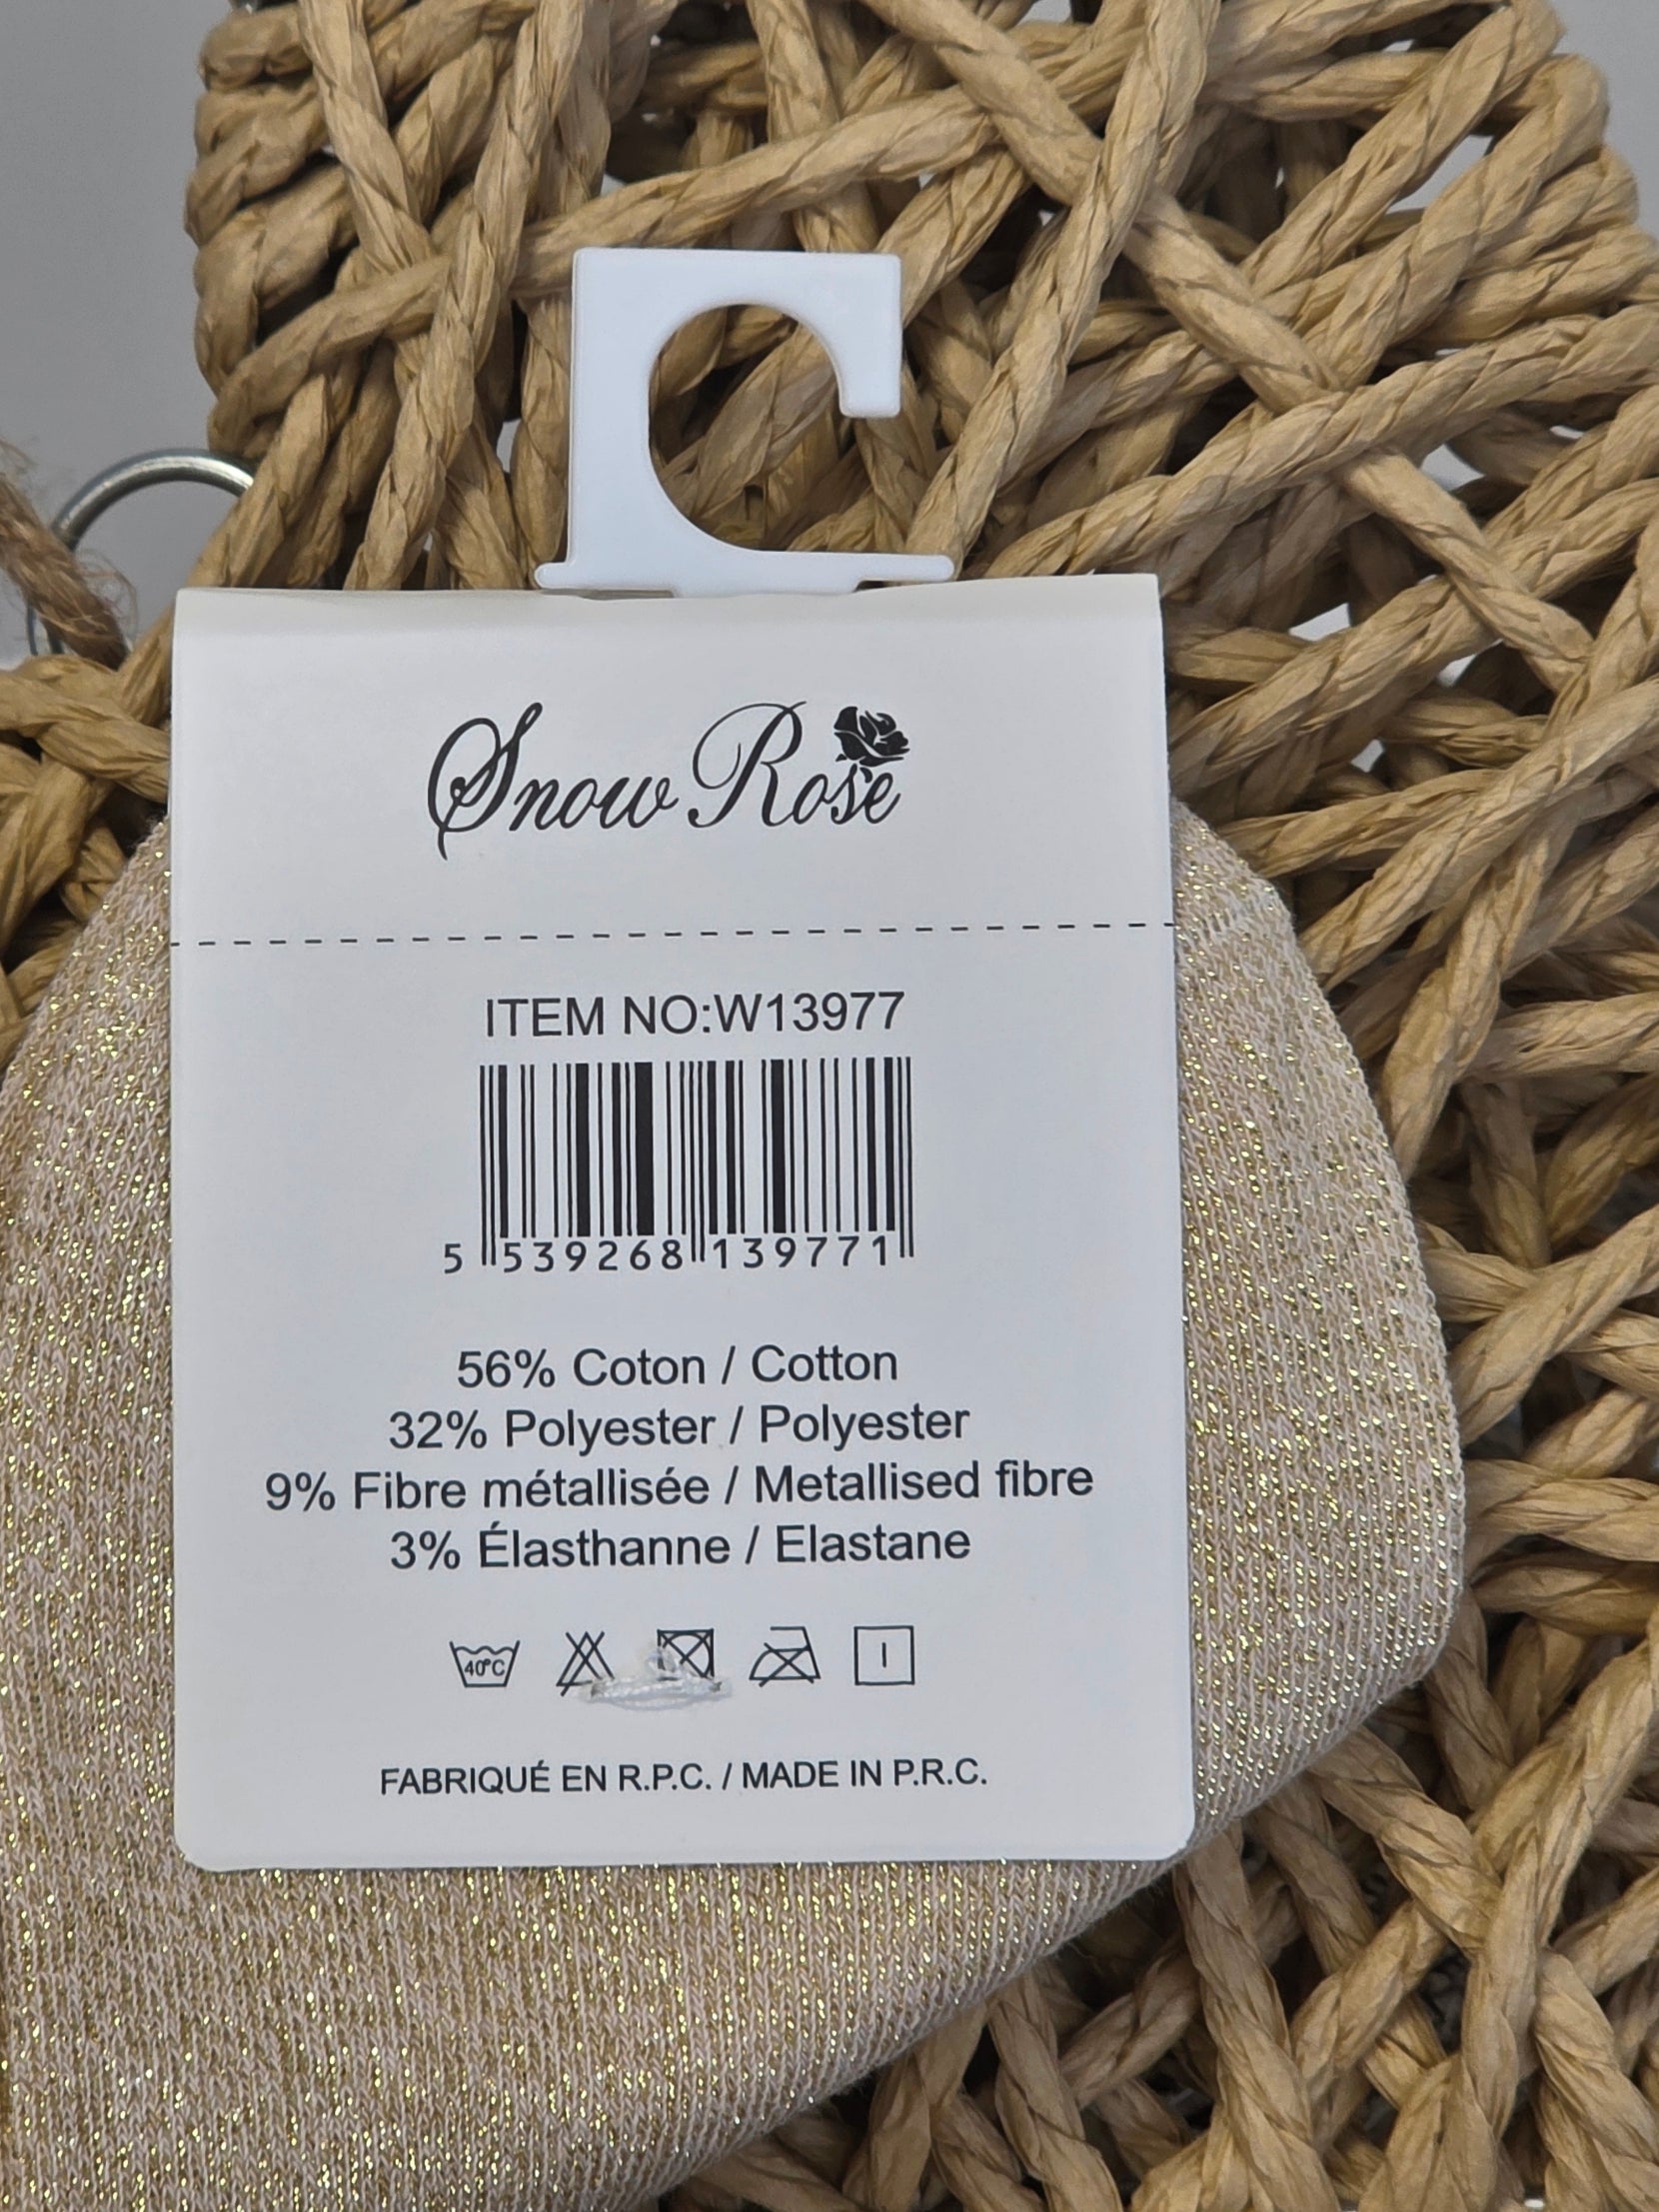 Snow Rose
ITEM NO:W13977
5 539268 139771
56% Coton / Cotton
32% Polyester / Polyester
9% Fibre métallisée / Metallised fibre
3% Élasthanne / Elastane
40°C
FABRIQUÉ EN R.P.C. / MADE IN P.R.C.